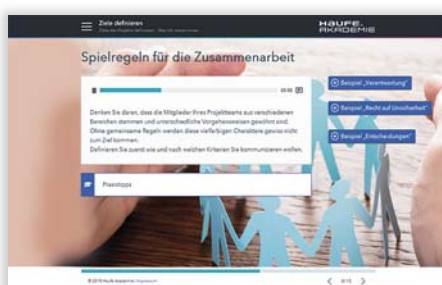 Ziele definieren
HAUFE.
AKADEMIE
Spielregeln für die Zusammenarbeit
Denken Sie daran, dass die Mitglieder Ihres Projektteams aus verschiedenen
Bereichen stammen und unterschiedliche Vorgehensweisen gewöhnt sind.
Ohne gemeinsame Regeln werden diese vielfarbigen Charaktere gewiss nicht
zum Ziel kommen.
Definieren Sie zuerst wie und nach welchen Kriterien Sie kommunizieren wollen.
Beispiel „Verantwortung“
Beispiel „Recht auf Unsicherheit“
Beispiel „Entscheidungen“
Praxistipps
Haufe Akademie Impressum